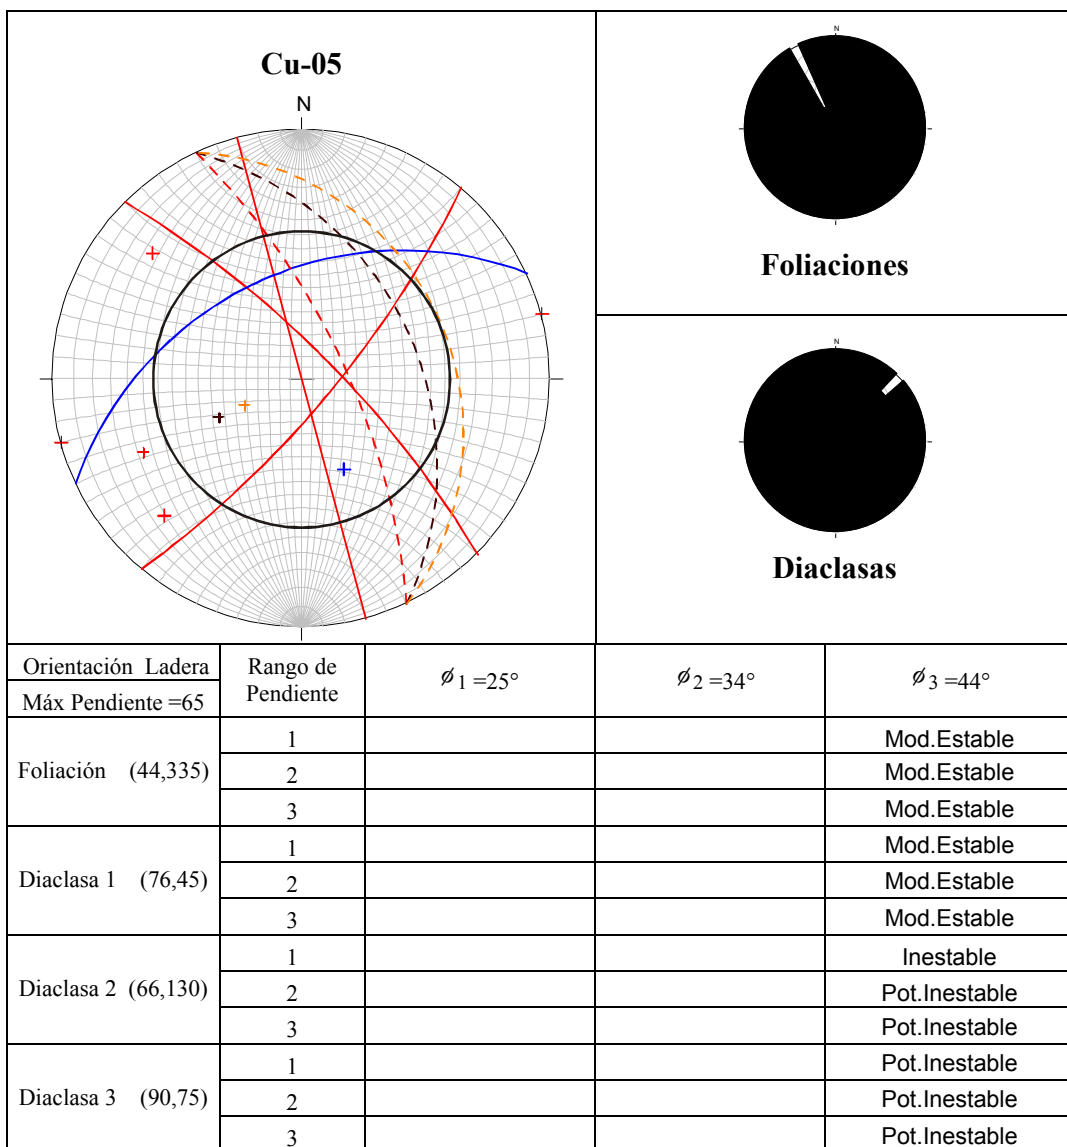 Cu-05
N
N
Foliaciones
N
Diaclasas
Orientación Ladera
Máx Pendiente =65
Rango de
Pendiente
ϕ 1 =25°
ϕ 2 =34°
ϕ 3 =44°
Foliación (44,335)
1 Mod.Estable
2 Mod.Estable
3 Mod.Estable
Diaclasa 1 (76,45)
1 Mod.Estable
2 Mod.Estable
3 Mod.Estable
Diaclasa 2 (66,130)
1 Inestable
2 Pot.Inestable
3 Pot.Inestable
Diaclasa 3 (90,75)
1 Pot.Inestable
2 Pot.Inestable
3 Pot.Inestable